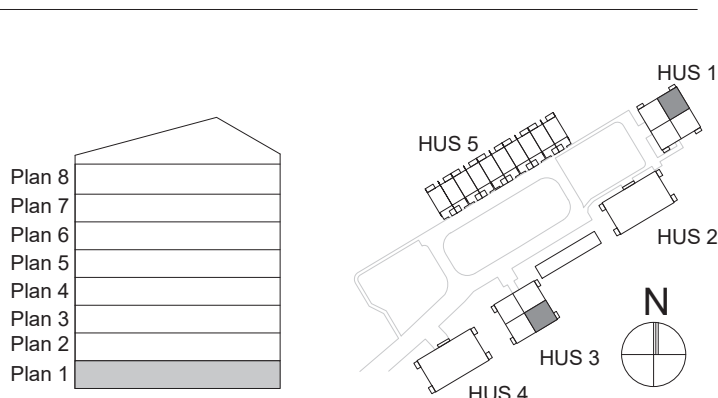 Plan 8
Plan 7
Plan 6
Plan 5
Plan 4
Plan 3
Plan 2
Plan 1
HUS 1
HUS 5
HUS 2
N
HUS 3
HUS 4